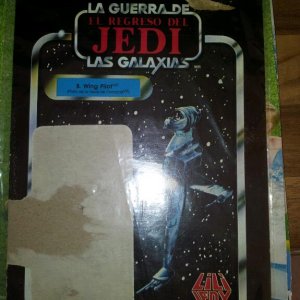 LA GUERRA DE
EL REGRESO DEL
JEDI
LAS GALAXIAS
B. Wing Pilot
LILI
LEDY